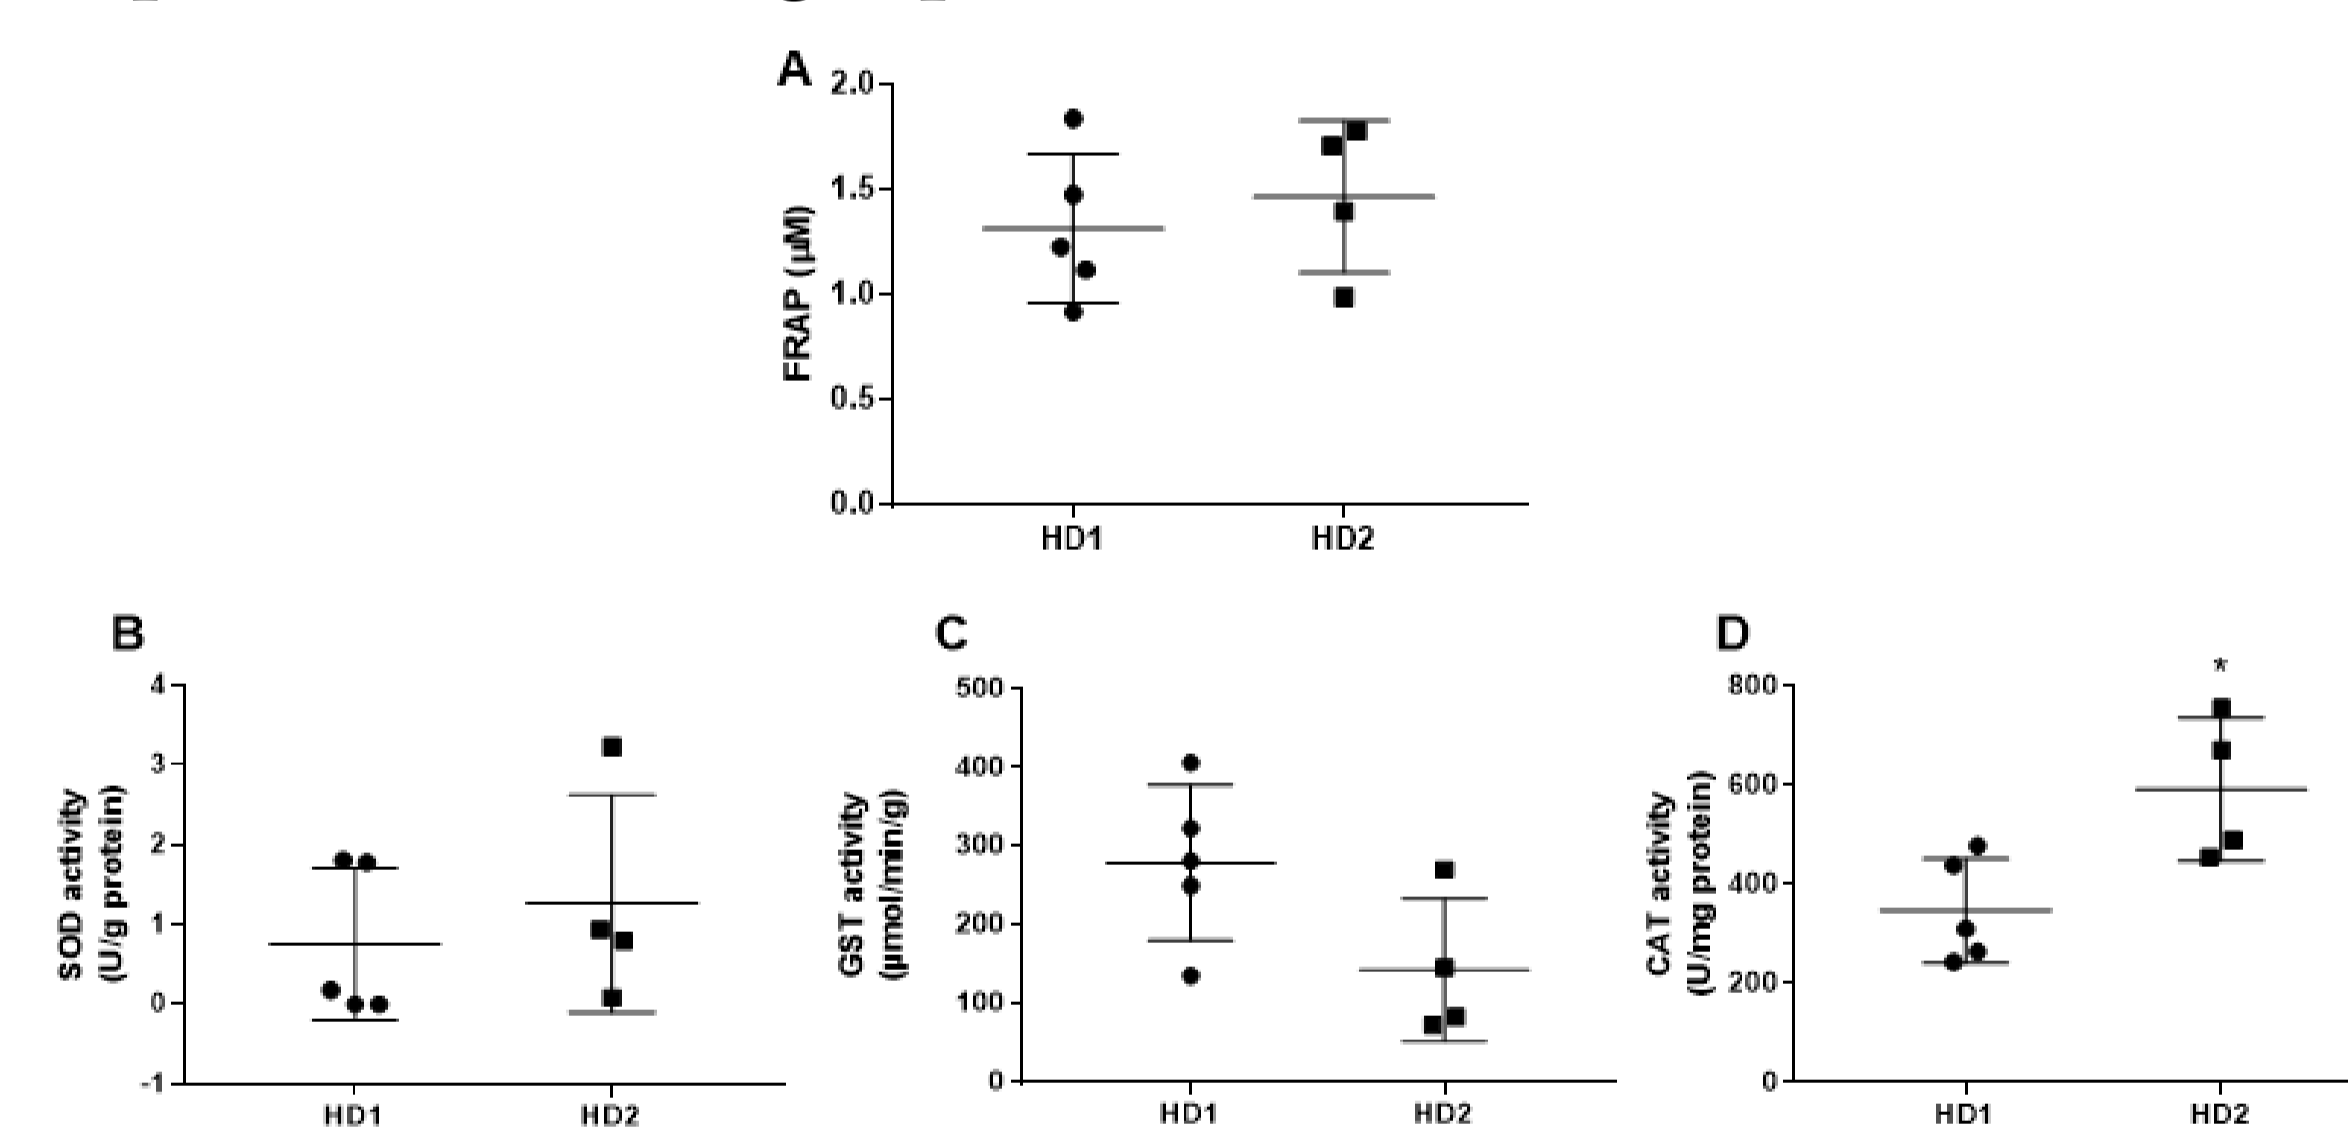 A
2.0
1.5
1.0
0.5
0.0
FRAP (µM)
HD1 HD2
B
4
3
2
1
0
-1
SOD activity
(U/g protein)
HD1 HD2
C
500
400
300
200
100
0
GST activity
(µmol/min/g)
HD1 HD2
D
*
800
600
400
200
0
CAT activity
(U/mg protein)
HD1 HD2